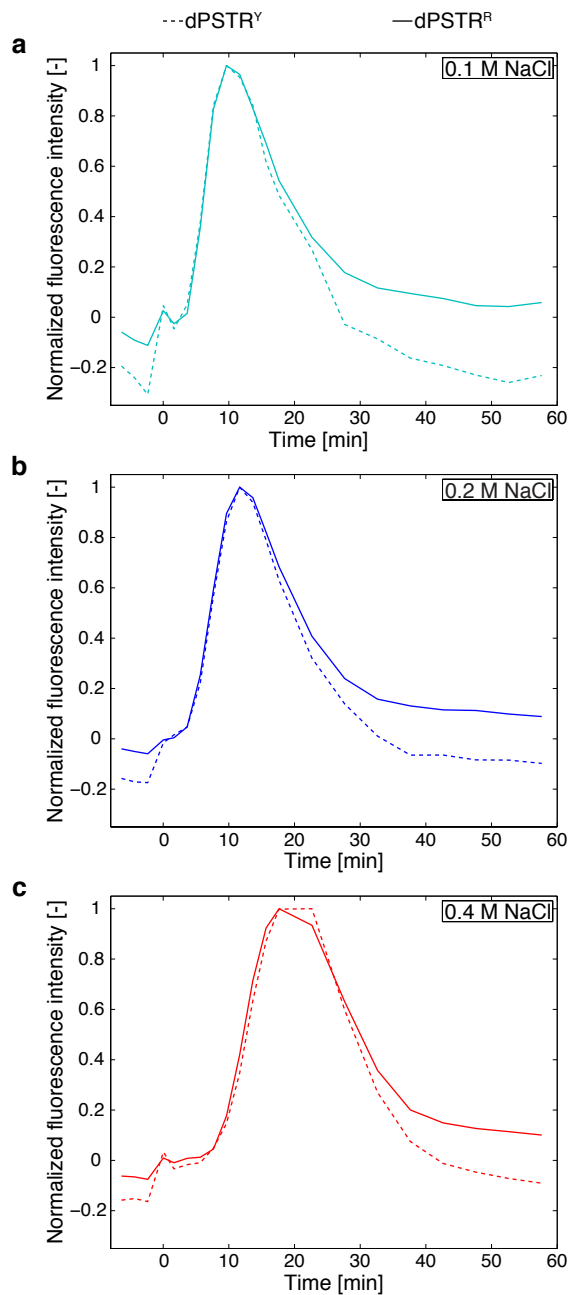 dPSTRʸ dPSTRᴿ
a
0.1 M NaCl
Normalized fluorescence intensity [-]
1
0.8
0.6
0.4
0.2
0
−0.2
0 10 20 30 40 50 60
Time [min]
b
0.2 M NaCl
Normalized fluorescence intensity [-]
1
0.8
0.6
0.4
0.2
0
−0.2
0 10 20 30 40 50 60
Time [min]
c
0.4 M NaCl
Normalized fluorescence intensity [-]
1
0.8
0.6
0.4
0.2
0
−0.2
0 10 20 30 40 50 60
Time [min]